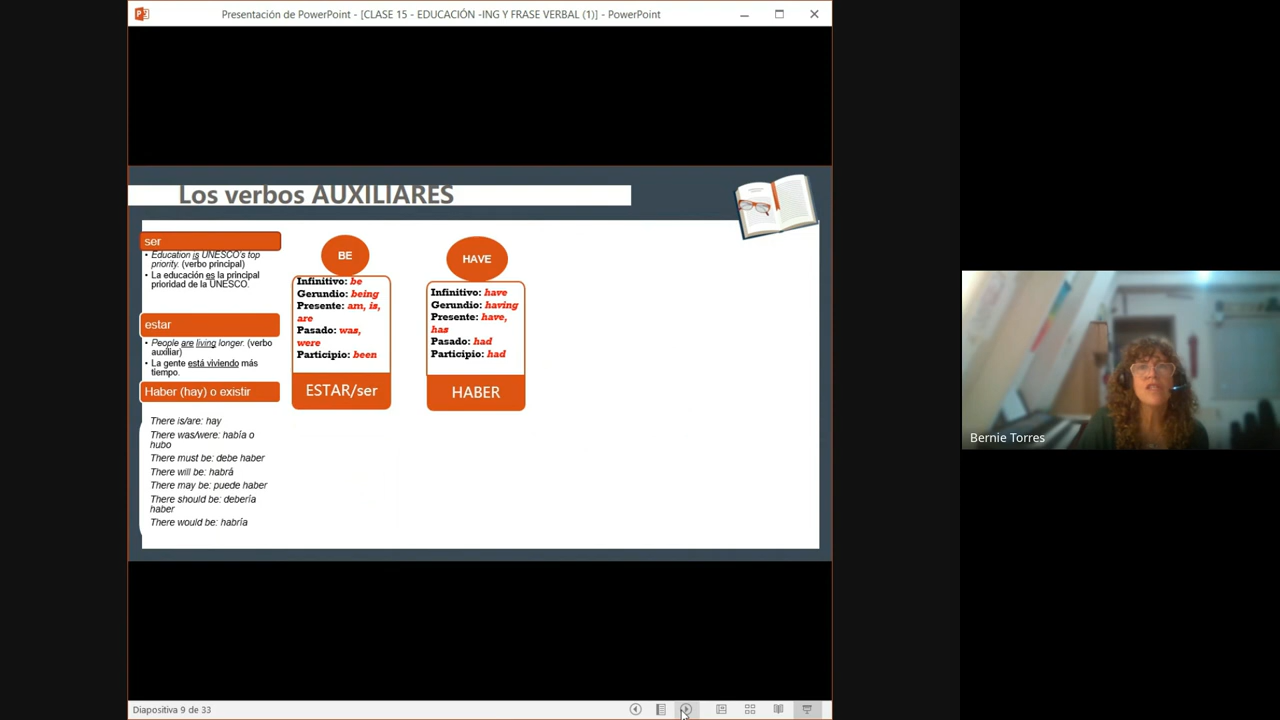 Presentación de PowerPoint - [CLASE 15 - EDUCACIÓN -ING Y FRASE VERBAL (1)] - PowerPoint
Los verbos AUXILIARES
ser
• Education is UNESCO's top
priority. (verbo principal)
• La educación es la principal
prioridad de la UNESCO.
estar
• People are living longer. (verbo
auxiliar)
• La gente está viviendo más
tiempo.
Haber (hay) o existir
There is/are: hay
There was/were: había o
hubo
There must be: debe haber
There will be: habrá
There may be: puede haber
There should be: debería
haber
There would be: habría
BE
Infinitivo: be
Gerundio: being
Presente: am, is,
are
Pasado: was,
were
Participio: been
ESTAR/ser
HAVE
Infinitivo: have
Gerundio: having
Presente: have,
has
Pasado: had
Participio: had
HABER
Bernie Torres
Diapositiva 9 de 33